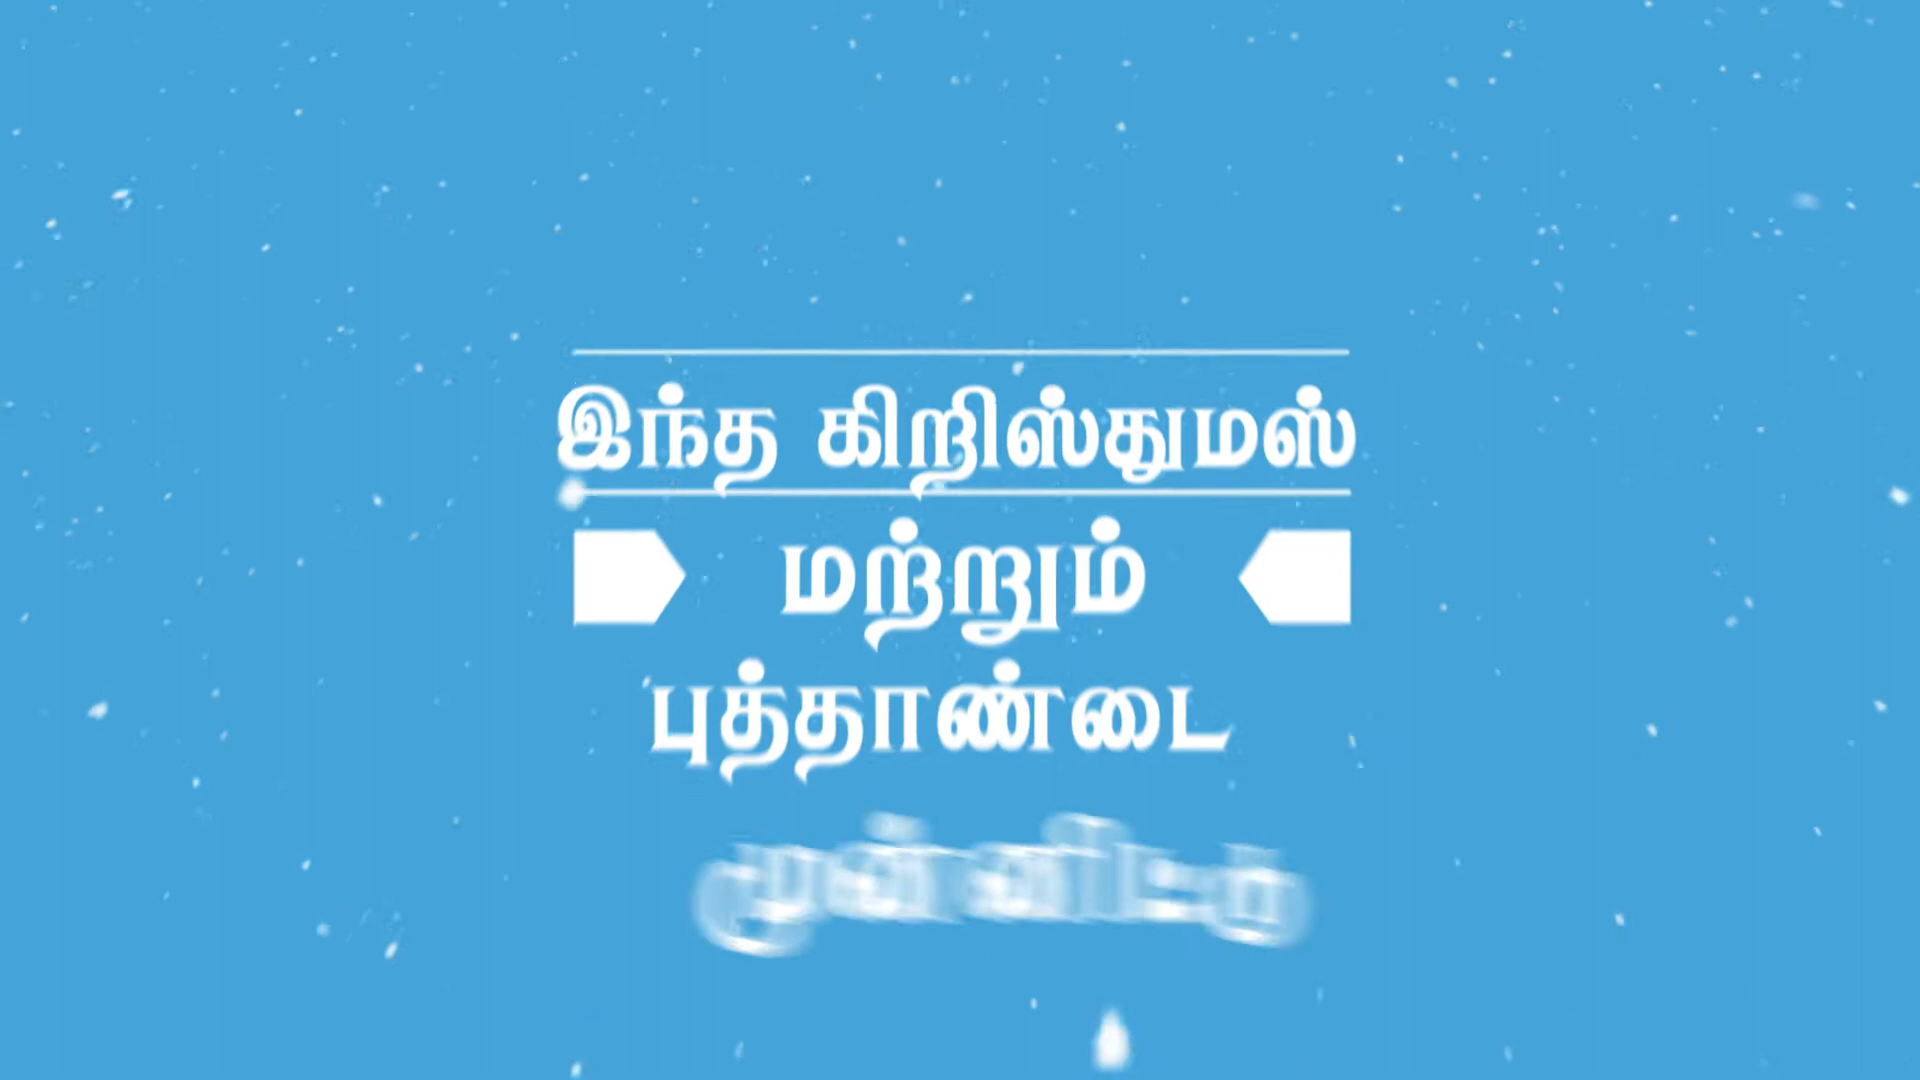 இந்த கிறிஸ்துமஸ்
மற்றும்
புத்தாண்டை
முன்னிட்டு